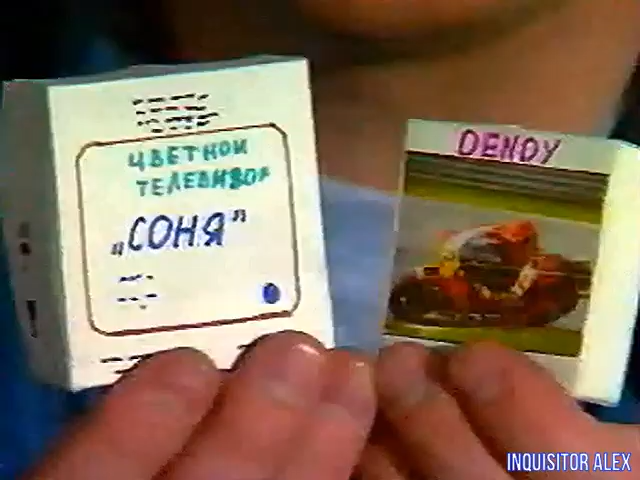 ЦВЕТНОЙ
ТЕЛЕВИЗОР
„СОНЯ”
DENDY
INQUISITOR ALEX